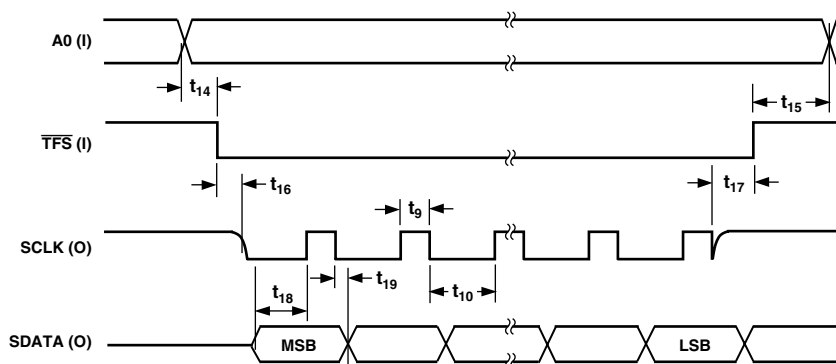 A0 (I)
t14
t15
TFS (I)
t16
t17
t9
SCLK (O)
t18
t19
t10
SDATA (O)
MSB
LSB